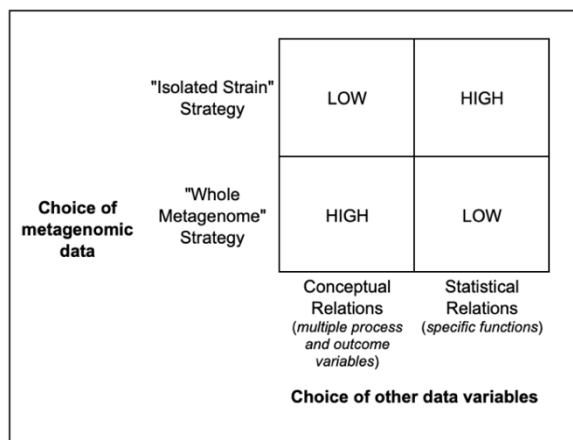 "Isolated Strain"
Strategy
LOW
HIGH
Choice of
metagenomic
data
"Whole
Metagenome"
Strategy
HIGH
LOW
Conceptual
Relations
(multiple process
and outcome
variables)
Statistical
Relations
(specific functions)
Choice of other data variables